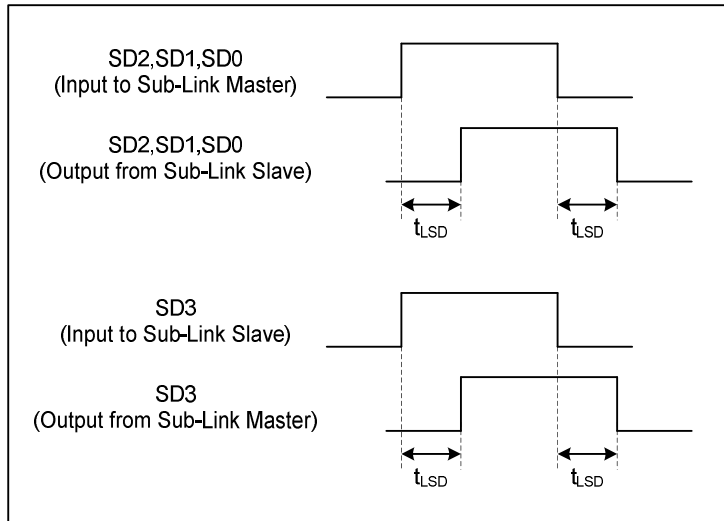 SD2,SD1,SD0
(Input to Sub-Link Master)
SD2,SD1,SD0
(Output from Sub-Link Slave)
tLSD
tLSD
SD3
(Input to Sub-Link Slave)
SD3
(Output from Sub-Link Master)
tLSD
tLSD